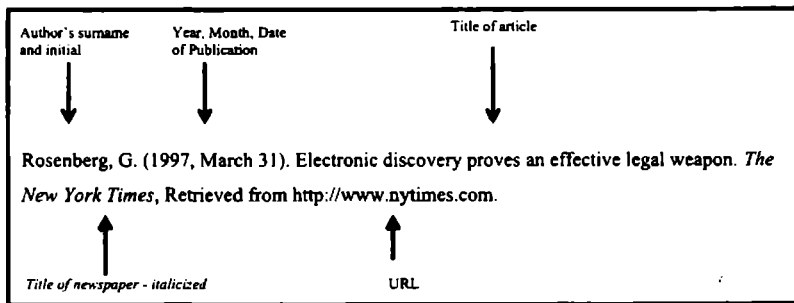 Author's surname and initial
Year, Month, Date of Publication
Title of article
Rosenberg, G. (1997, March 31). Electronic discovery proves an effective legal weapon. The
New York Times, Retrieved from http://www.nytimes.com.
Title of newspaper - italicized
URL